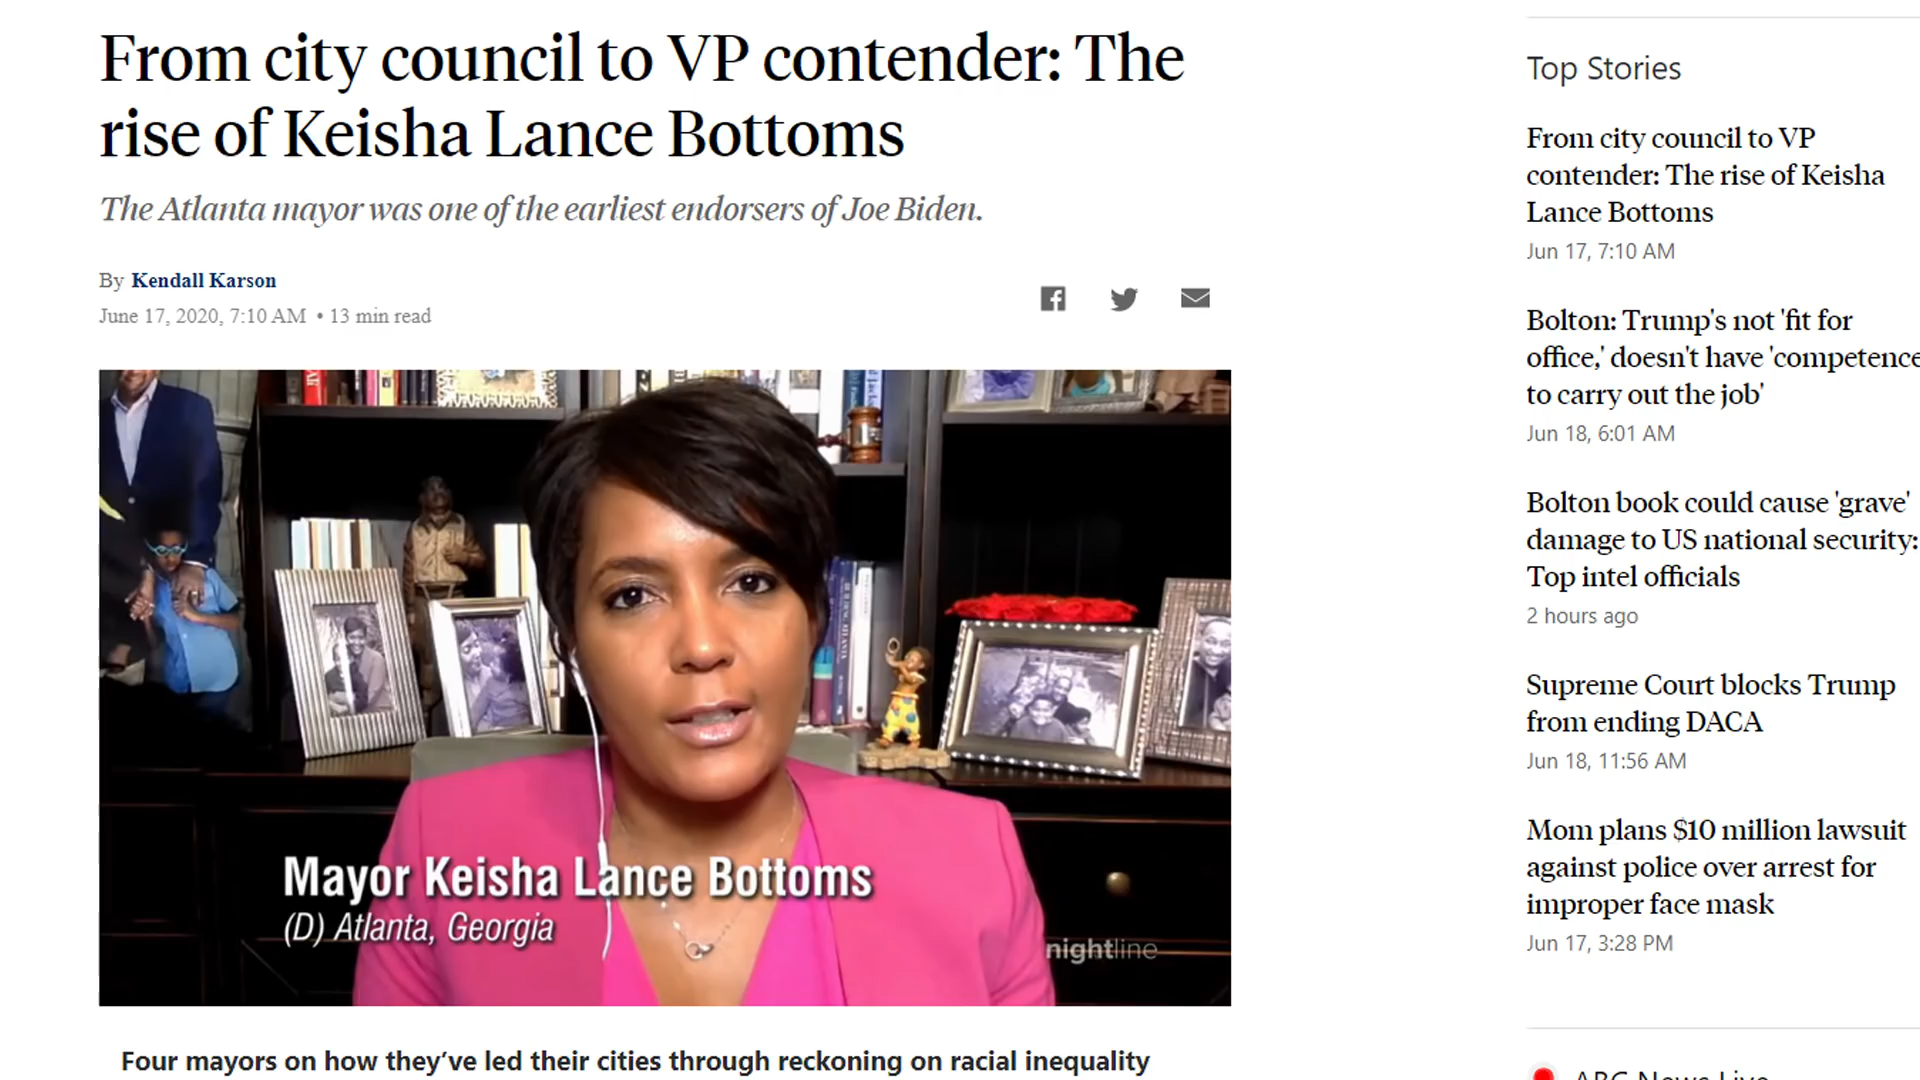 From city council to VP contender: The
rise of Keisha Lance Bottoms
The Atlanta mayor was one of the earliest endorsers of Joe Biden.
By Kendall Karson
June 17, 2020, 7:10 AM • 13 min read
Mayor Keisha Lance Bottoms
(D) Atlanta, Georgia
nightline
Four mayors on how they’ve led their cities through reckoning on racial inequality
Top Stories
From city council to VP
contender: The rise of Keisha
Lance Bottoms
Jun 17, 7:10 AM
Bolton: Trump's not 'fit for
office,' doesn't have 'competence
to carry out the job'
Jun 18, 6:01 AM
Bolton book could cause 'grave'
damage to US national security:
Top intel officials
2 hours ago
Supreme Court blocks Trump
from ending DACA
Jun 18, 11:56 AM
Mom plans $10 million lawsuit
against police over arrest for
improper face mask
Jun 17, 3:28 PM
ABC News Live